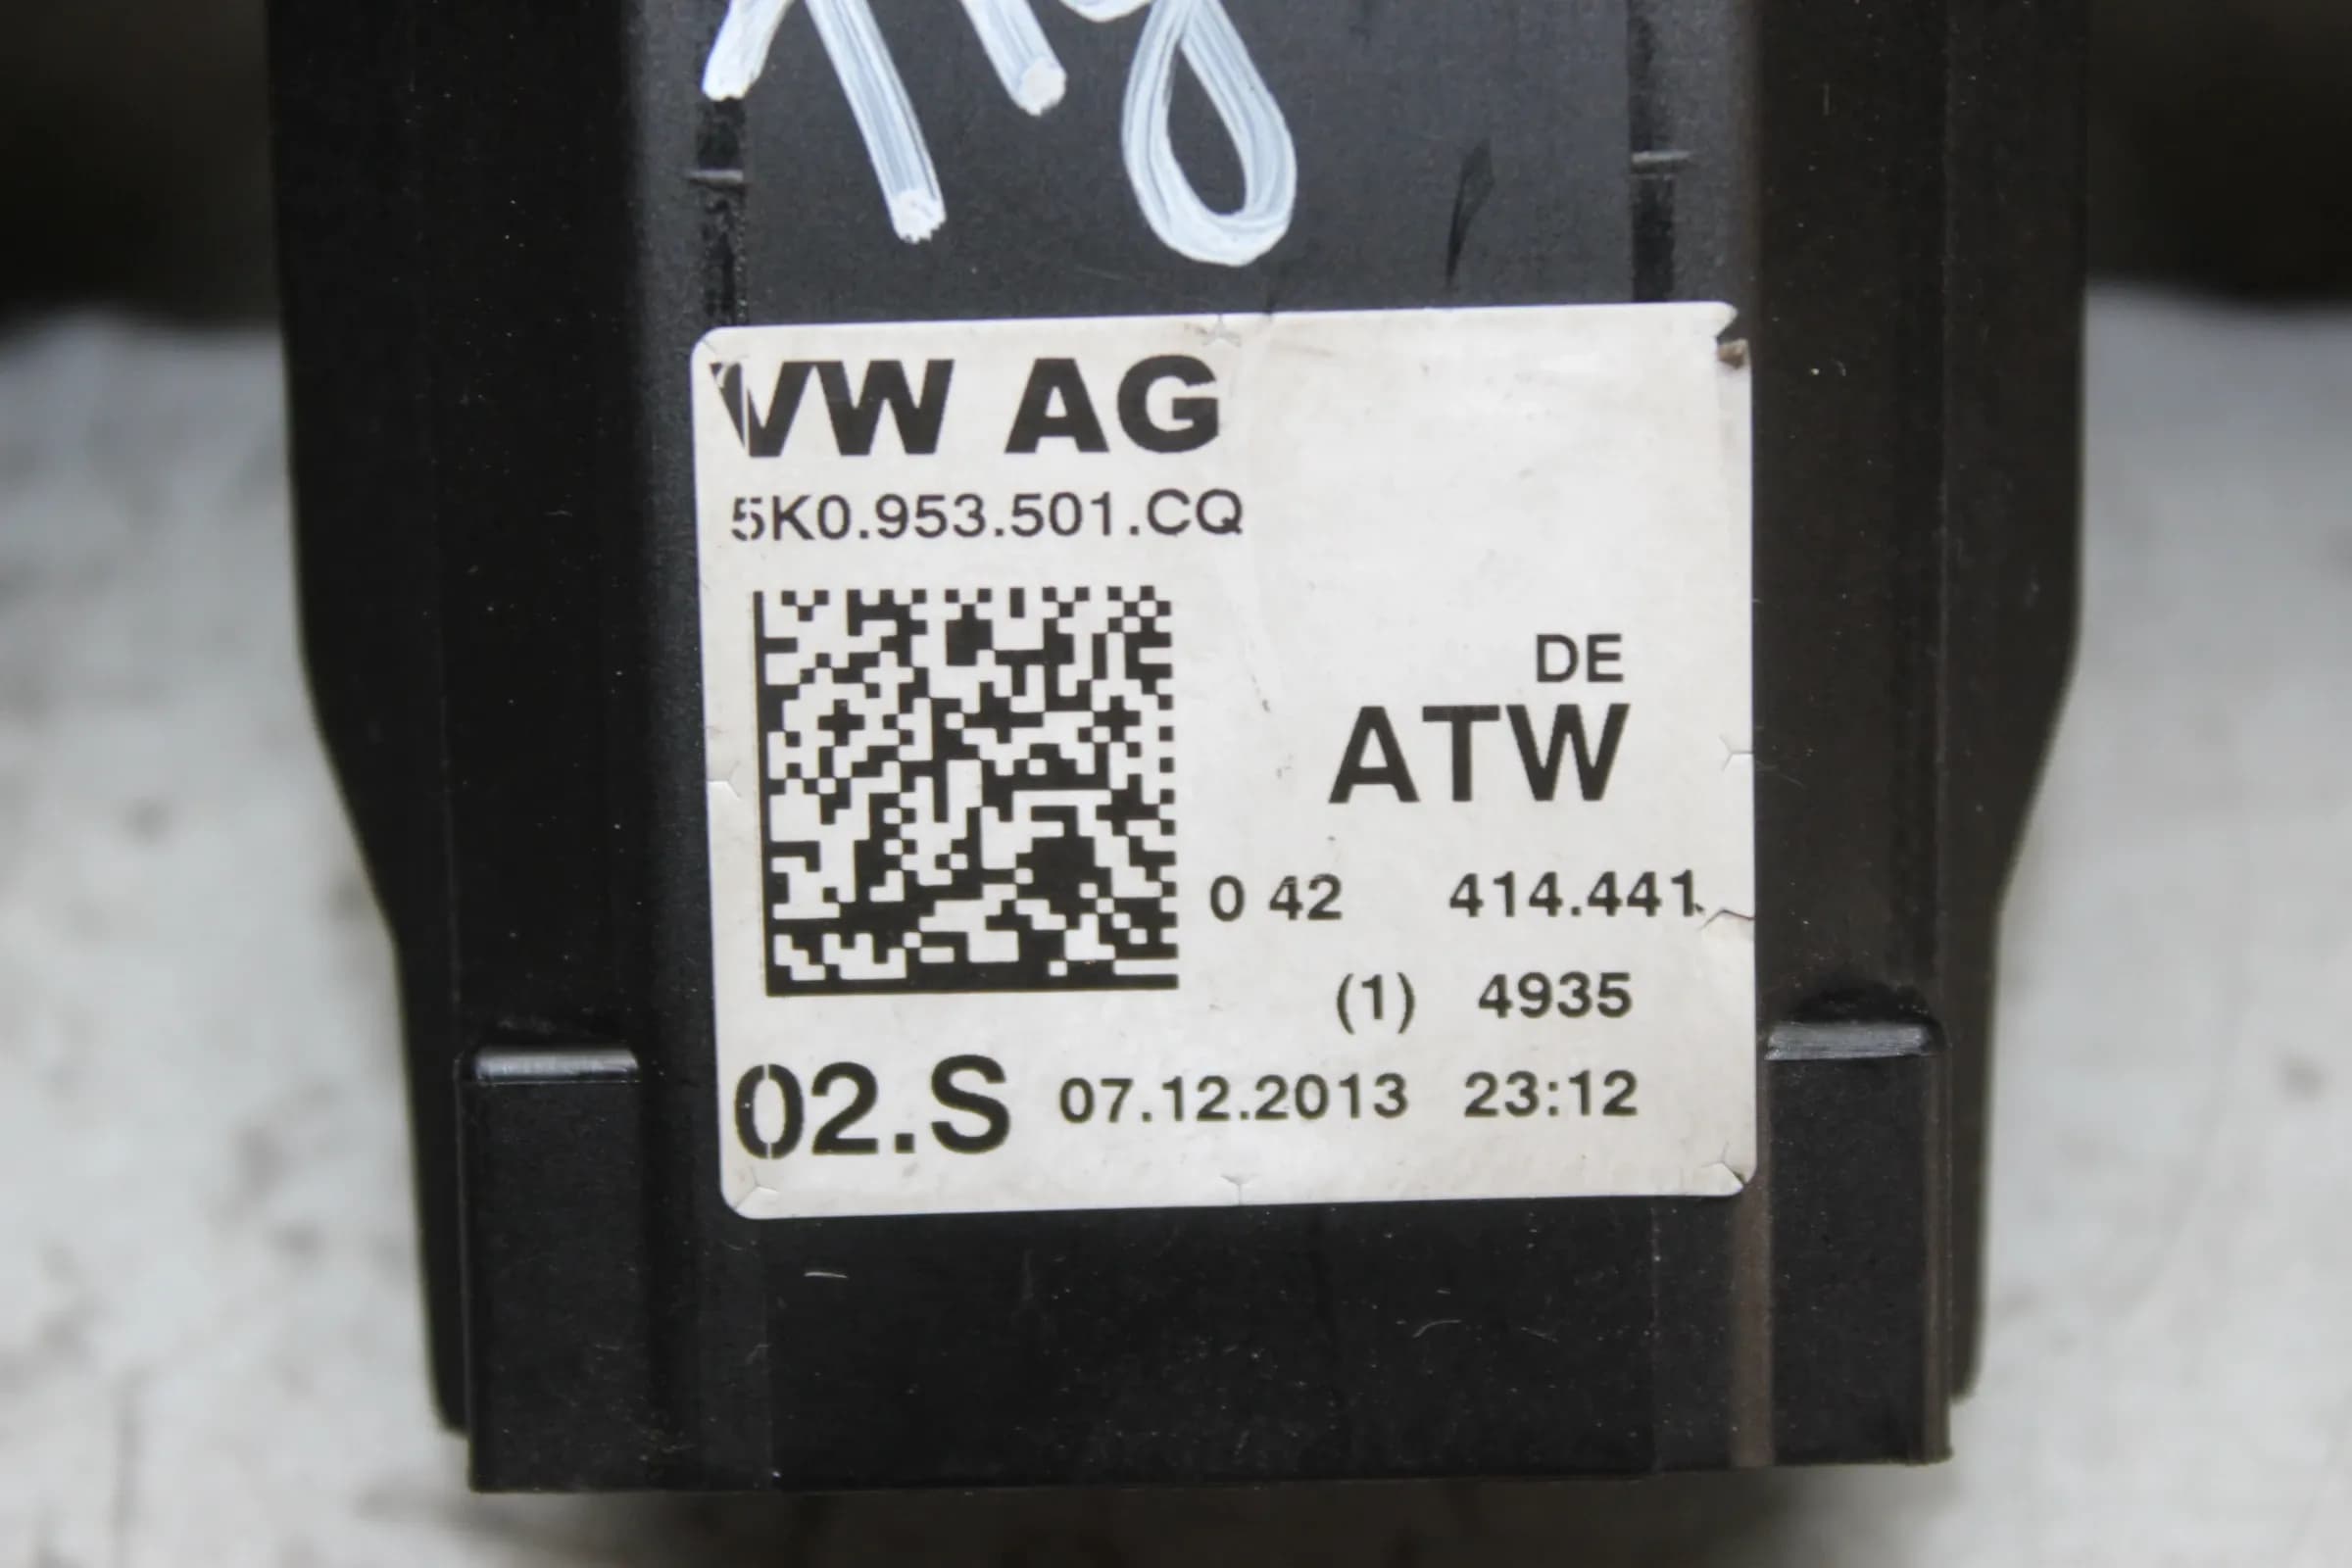 VW AG
5K0.953.501.CQ
DE
ATW
0 42 414.441
(1) 4935
02.S 07.12.2013 23:12